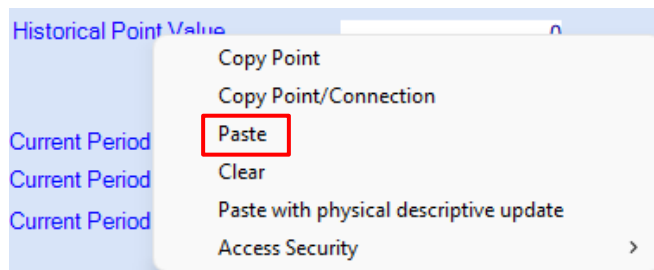 Historical Point Value
Copy Point
Copy Point/Connection
Current Period
Paste
Current Period
Clear
Current Period
Paste with physical descriptive update
Access Security